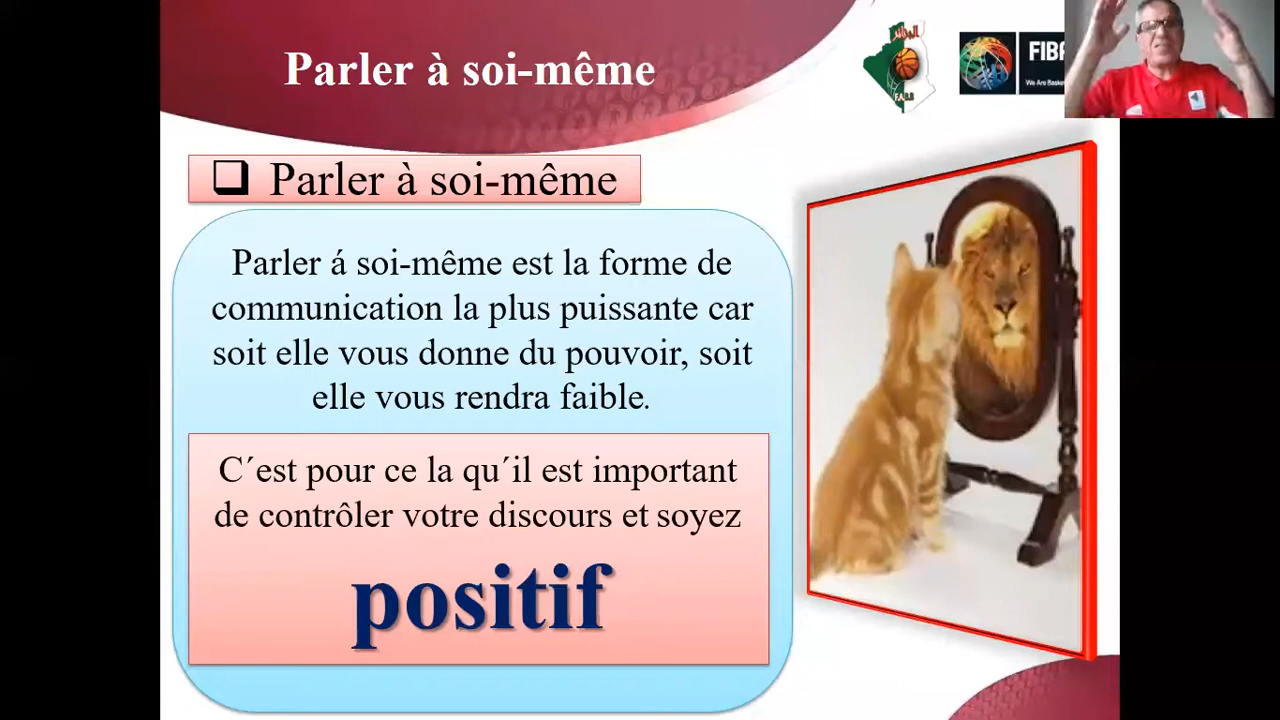 Parler à soi-même
الجزائر
F.A.B.B
FIBA
We Are Basket
❑ Parler à soi-même
Parler á soi-même est la forme de
communication la plus puissante car
soit elle vous donne du pouvoir, soit
elle vous rendra faible.
C´est pour ce la qu´il est important
de contrôler votre discours et soyez
positif